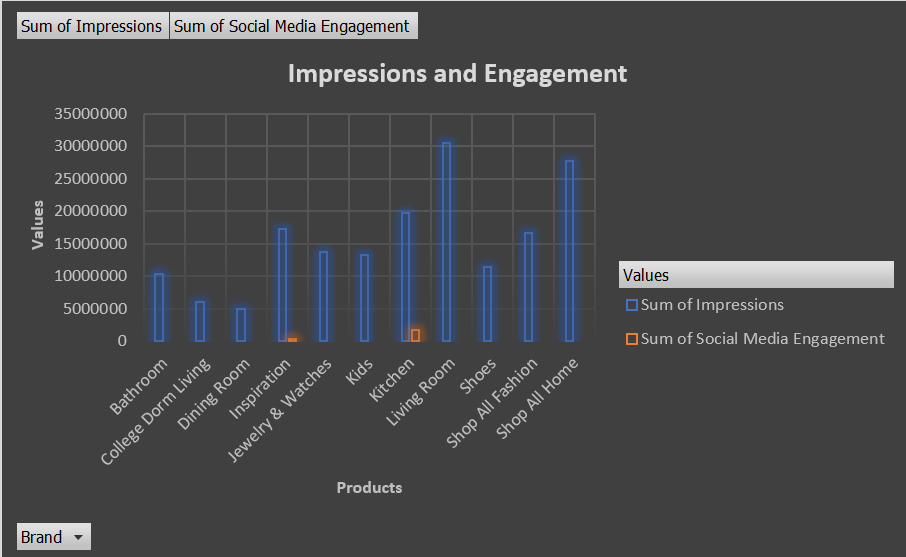 Sum of Impressions Sum of Social Media Engagement
Impressions and Engagement
35000000
30000000
25000000
20000000
15000000
10000000
5000000
0
Values
Bathroom
College Dorm Living
Dining Room
Inspiration
Jewelry & Watches
Kids
Kitchen
Living Room
Shoes
Shop All Fashion
Shop All Home
Products
Values
Sum of Impressions
Sum of Social Media Engagement
Brand